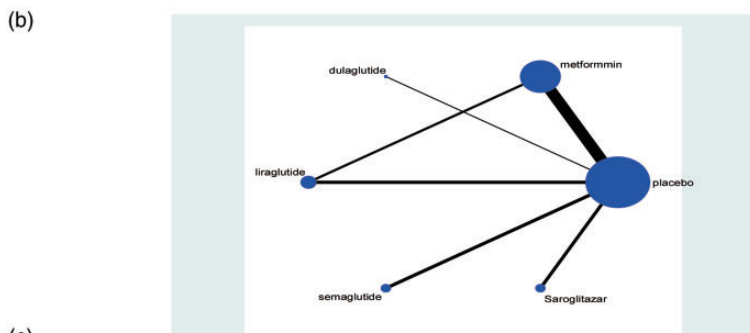 (b)
metformmin
dulaglutide
liraglutide
placebo
semaglutide
Saroglitazar